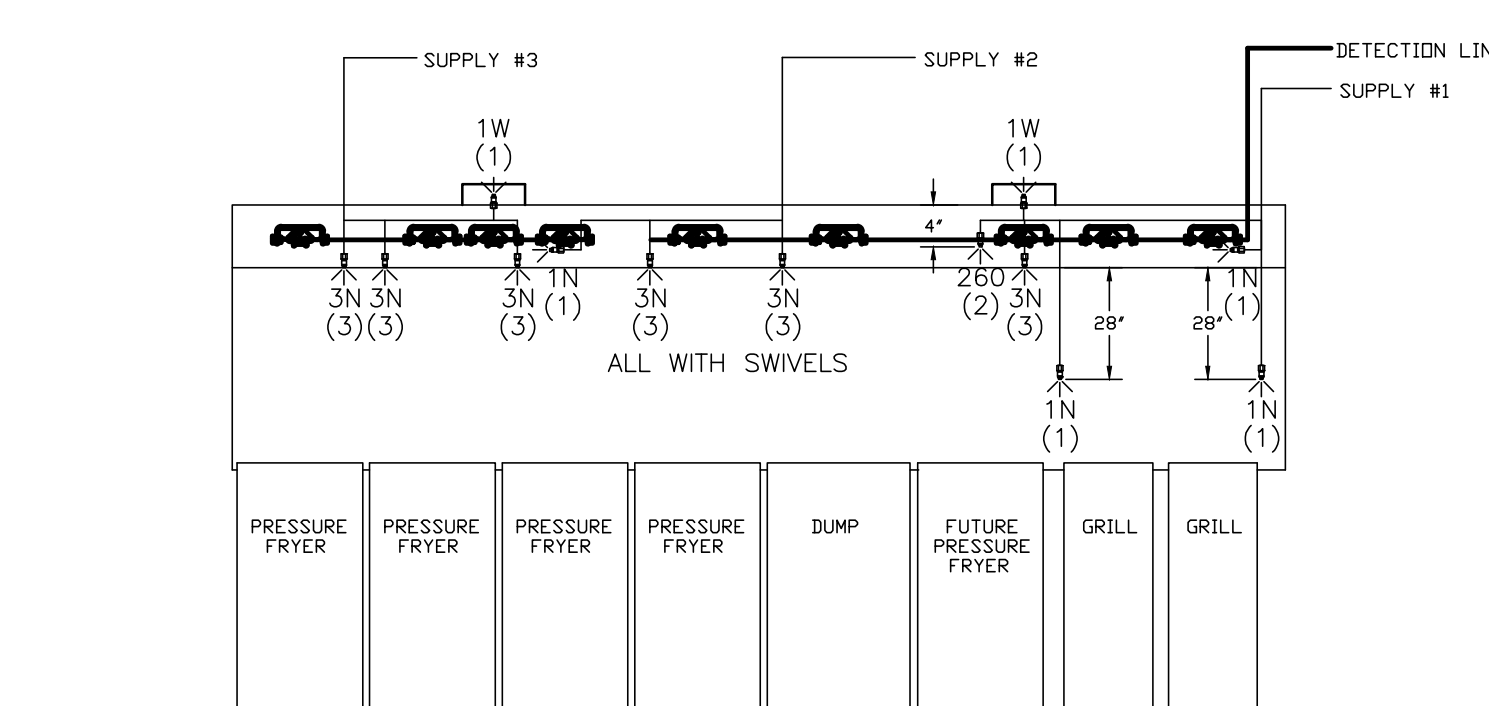 SUPPLY #3
SUPPLY #2
DETECTION LIN
SUPPLY #1
1W
(1)
1W
(1)
4"
3N
(3)
3N
(3)
3N
(3)
1N
(1)
3N
(3)
3N
(3)
260
(2)
3N
(3)
1N
(1)
28"
28"
ALL WITH SWIVELS
1N
(1)
1N
(1)
PRESSURE
FRYER
PRESSURE
FRYER
PRESSURE
FRYER
PRESSURE
FRYER
DUMP
FUTURE
PRESSURE
FRYER
GRILL
GRILL